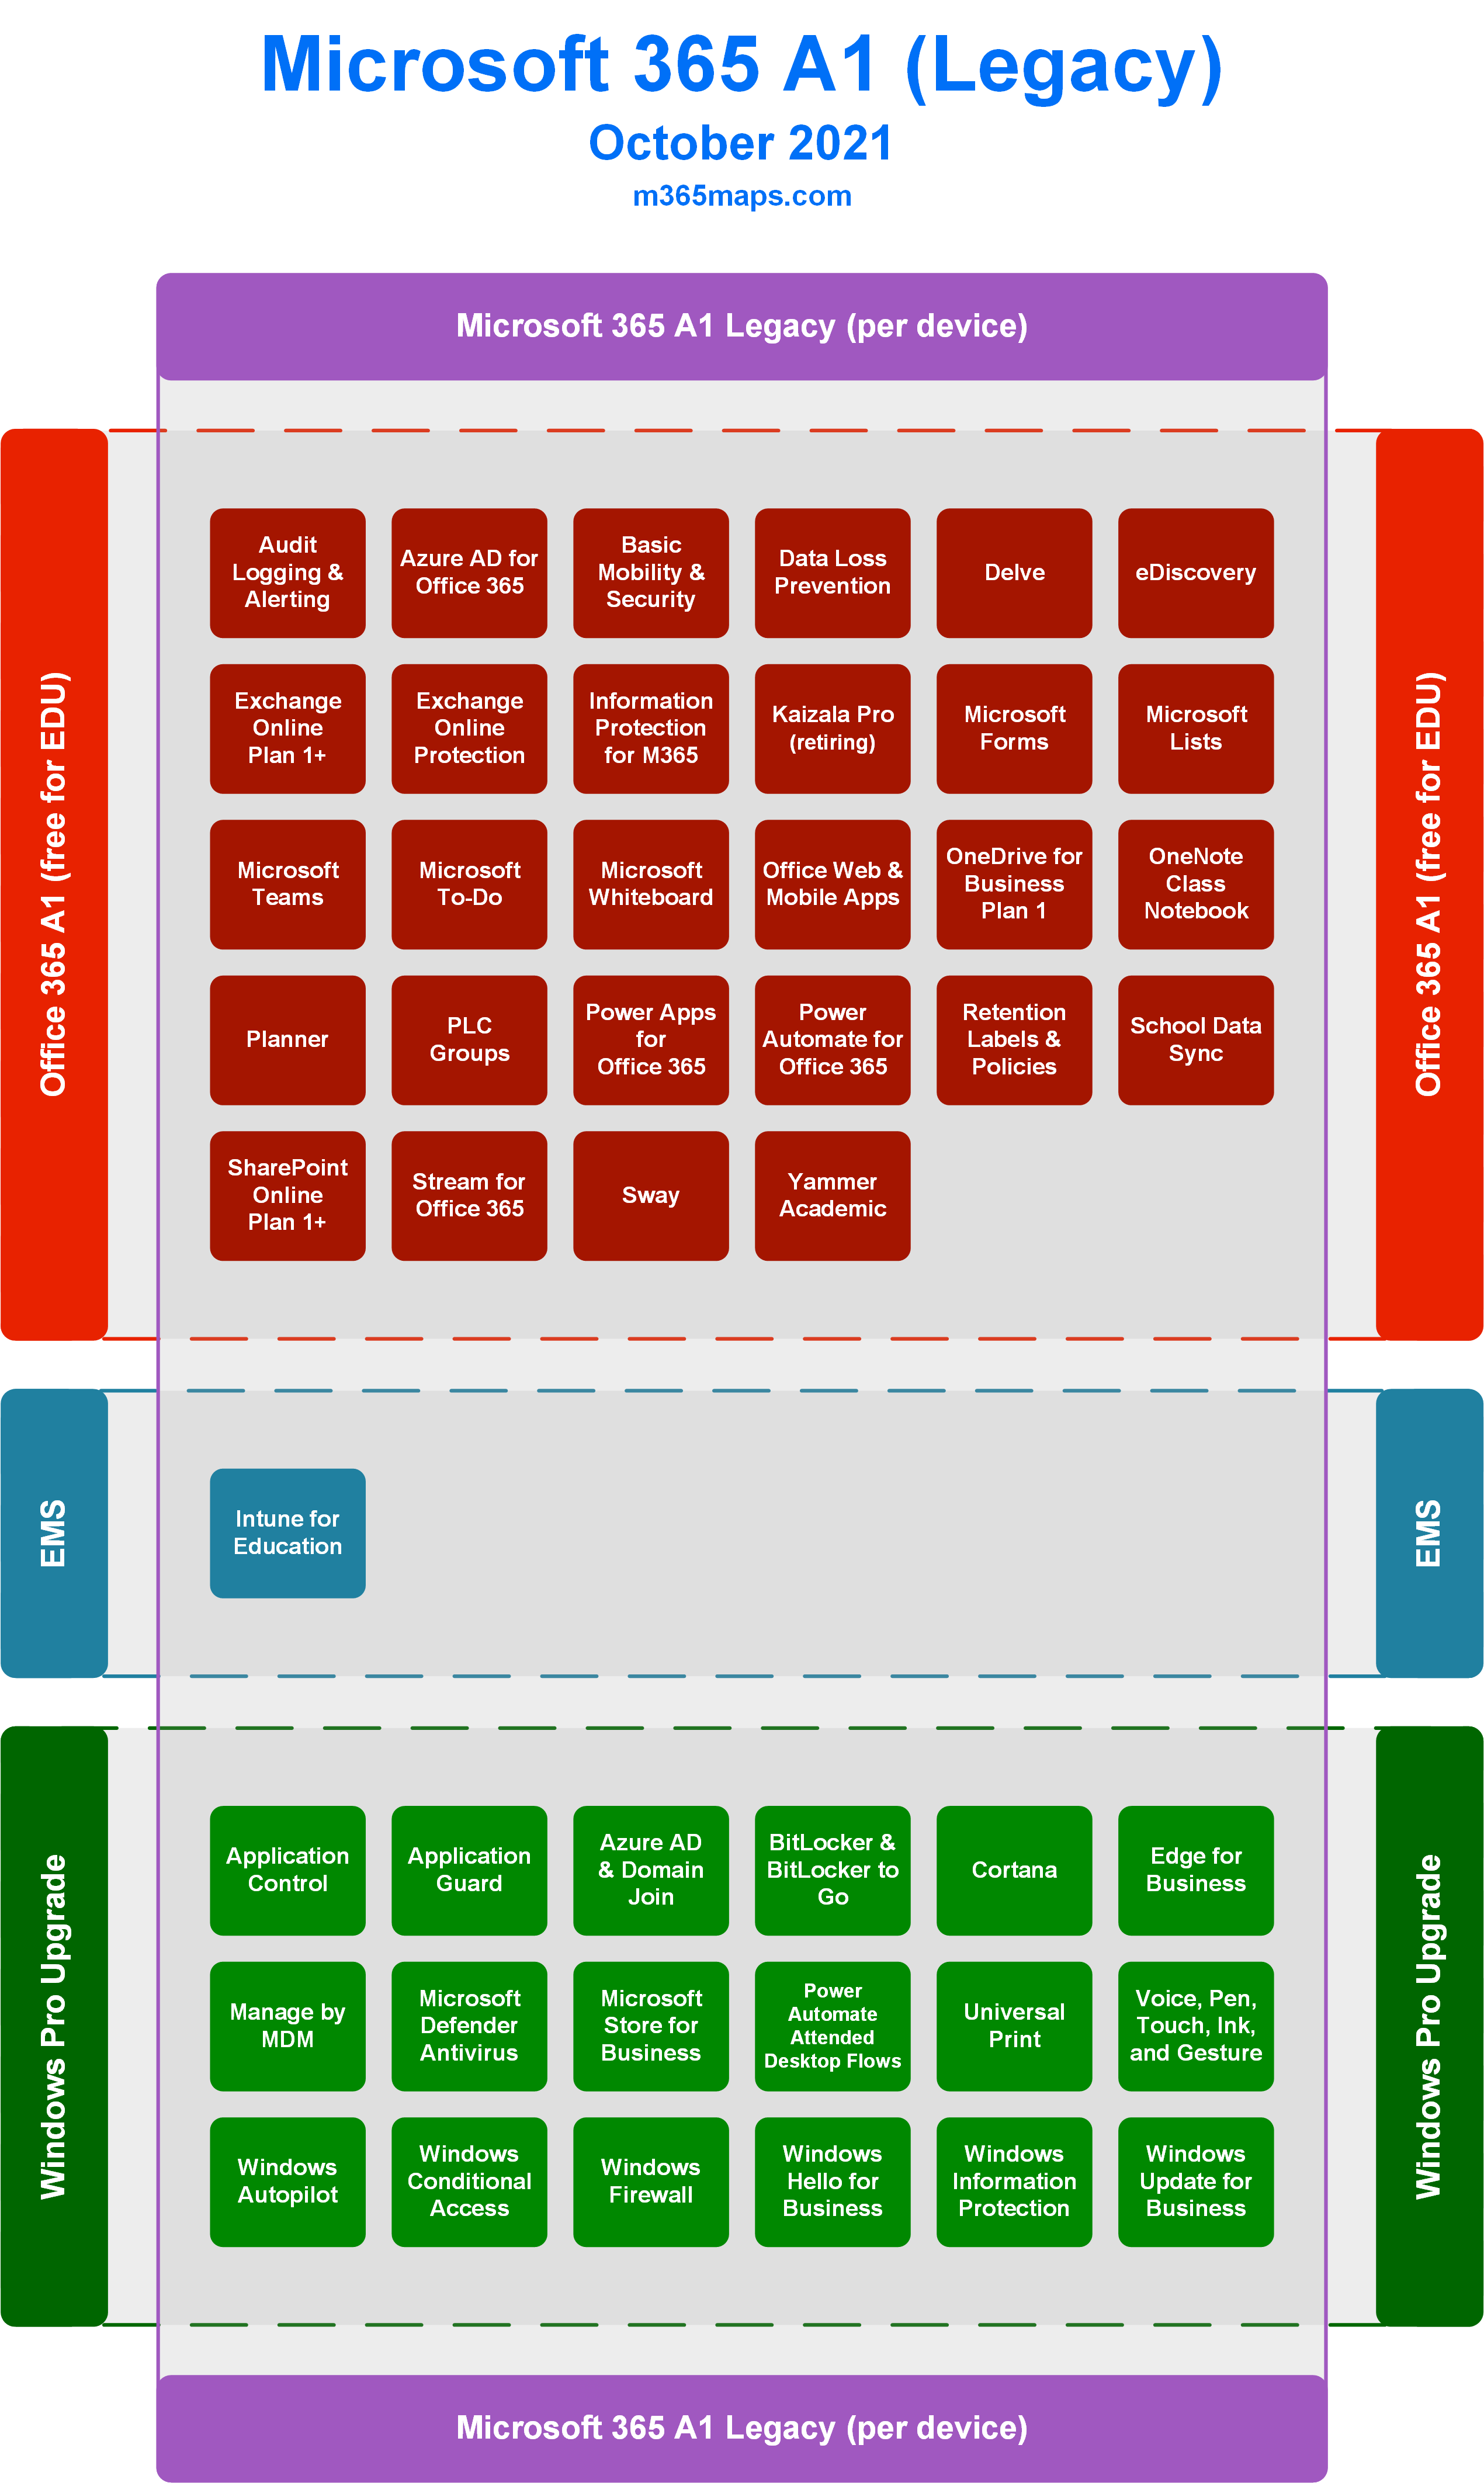 Microsoft 365 A1 (Legacy)
October 2021
m365maps.com
Microsoft 365 A1 Legacy (per device)
Office 365 A1 (free for EDU)
Audit
Logging &
Alerting
Azure AD for
Office 365
Basic
Mobility &
Security
Data Loss
Prevention
Delve
eDiscovery
Exchange
Online
Plan 1+
Exchange
Online
Protection
Information
Protection
for M365
Kaizala Pro
(retiring)
Microsoft
Forms
Microsoft
Lists
Microsoft
Teams
Microsoft
To-Do
Microsoft
Whiteboard
Office Web &
Mobile Apps
OneDrive for
Business
Plan 1
OneNote
Class
Notebook
Planner
PLC
Groups
Power Apps
for
Office 365
Power
Automate for
Office 365
Retention
Labels &
Policies
School Data
Sync
SharePoint
Online
Plan 1+
Stream for
Office 365
Sway
Yammer
Academic
Office 365 A1 (free for EDU)
EMS
Intune for
Education
EMS
Windows Pro Upgrade
Application
Control
Application
Guard
Azure AD
& Domain
Join
BitLocker &
BitLocker to
Go
Cortana
Edge for
Business
Manage by
MDM
Microsoft
Defender
Antivirus
Microsoft
Store for
Business
Power
Automate
Attended
Desktop Flows
Universal
Print
Voice, Pen,
Touch, Ink,
and Gesture
Windows
Autopilot
Windows
Conditional
Access
Windows
Firewall
Windows
Hello for
Business
Windows
Information
Protection
Windows
Update for
Business
Windows Pro Upgrade
Microsoft 365 A1 Legacy (per device)